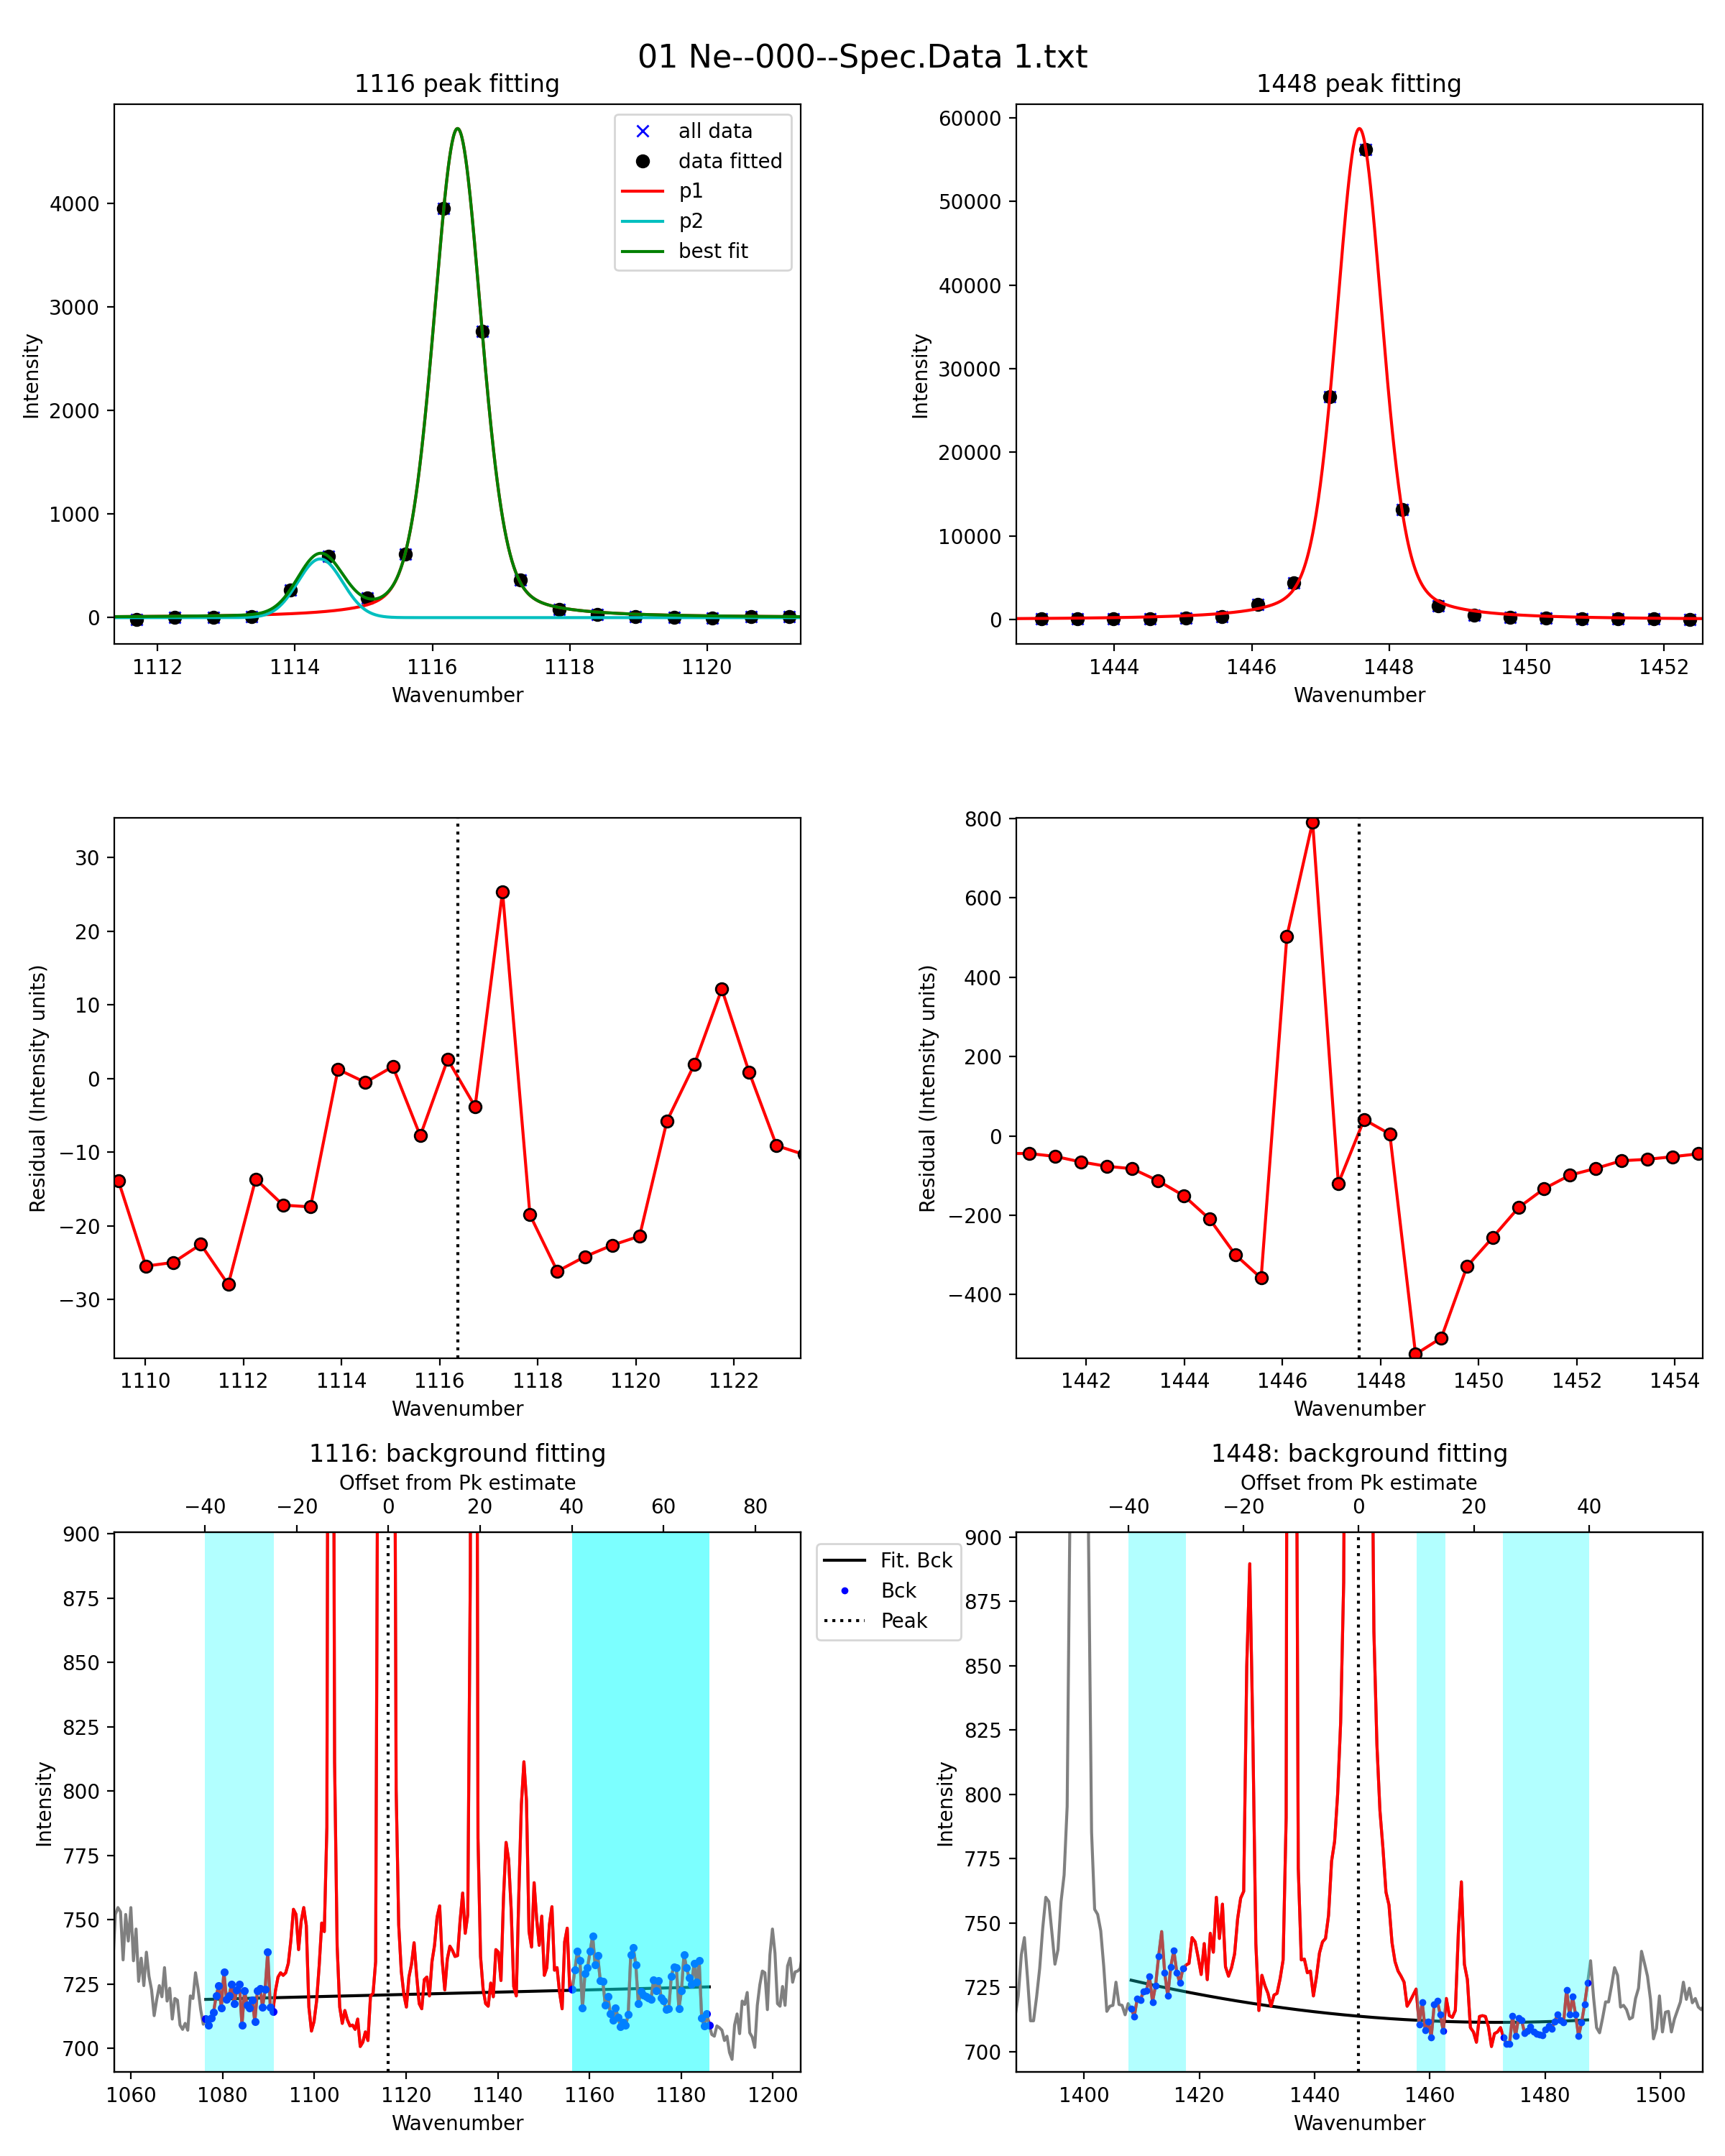 01 Ne--000--Spec.Data 1.txt
1116 peak fitting
4000
3000
2000
1000
0
Intensity
all data
data fitted
p1
p2
best fit
1112 1114 1116 1118 1120
Wavenumber
1448 peak fitting
60000
50000
40000
30000
20000
10000
0
Intensity
1444 1446 1448 1450 1452
Wavenumber
30
20
10
0
−10
−20
−30
Residual (Intensity units)
1110 1112 1114 1116 1118 1120 1122
Wavenumber
800
600
400
200
0
−200
−400
Residual (Intensity units)
1442 1444 1446 1448 1450 1452 1454
Wavenumber
1116: background fitting
Offset from Pk estimate
−40 −20 0 20 40 60 80
900
875
850
825
800
775
750
725
700
Intensity
1060 1080 1100 1120 1140 1160 1180 1200
Wavenumber
Fit. Bck
Bck
Peak
1448: background fitting
Offset from Pk estimate
−40 −20 0 20 40
900
875
850
825
800
775
750
725
700
Intensity
1400 1420 1440 1460 1480 1500
Wavenumber